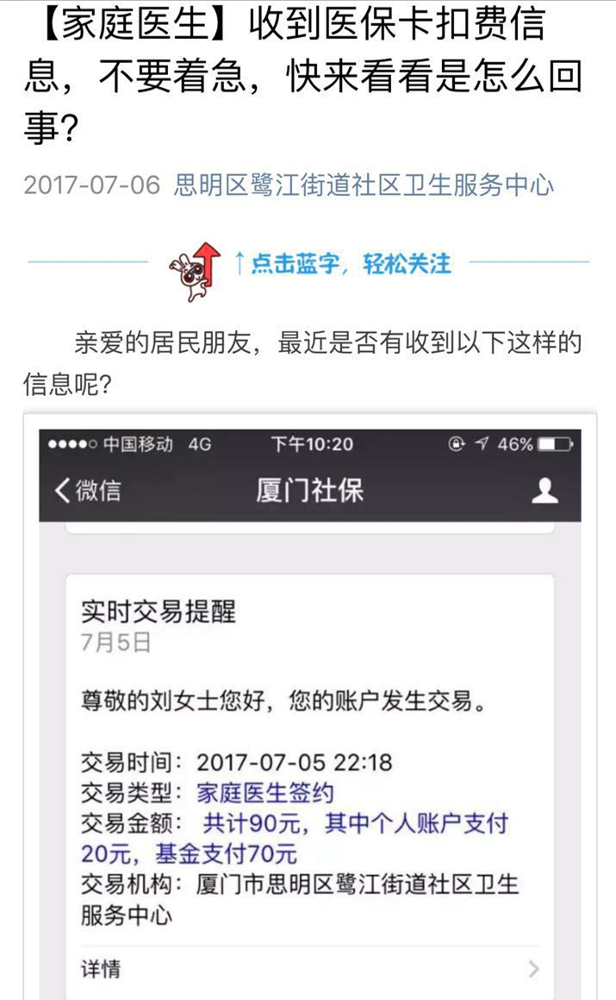 【家庭医生】收到医保卡扣费信
息，不要着急，快来看看是怎么回
事？
2017-07-06 思明区鹭江街道社区卫生服务中心
↑点击蓝字，轻松关注
亲爱的居民朋友，最近是否有收到以下这样的
信息呢？
中国移动 4G 下午10:20 46%
微信 厦门社保
实时交易提醒
7月5日
尊敬的刘女士您好，您的账户发生交易。
交易时间：2017-07-05 22:18
交易类型：家庭医生签约
交易金额： 共计90元，其中个人账户支付
20元，基金支付70元
交易机构：厦门市思明区鹭江街道社区卫生
服务中心
详情